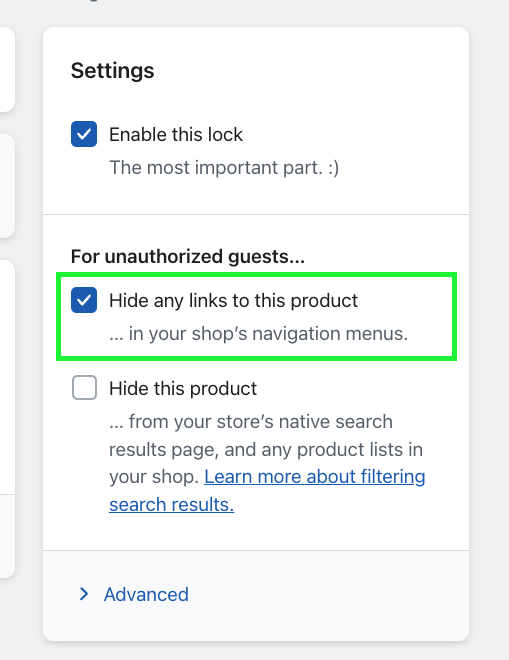 Settings
Enable this lock
The most important part. :)
For unauthorized guests...
Hide any links to this product
... in your shop’s navigation menus.
Hide this product
... from your store’s native search
results page, and any product lists in
your shop. Learn more about filtering
search results.
Advanced